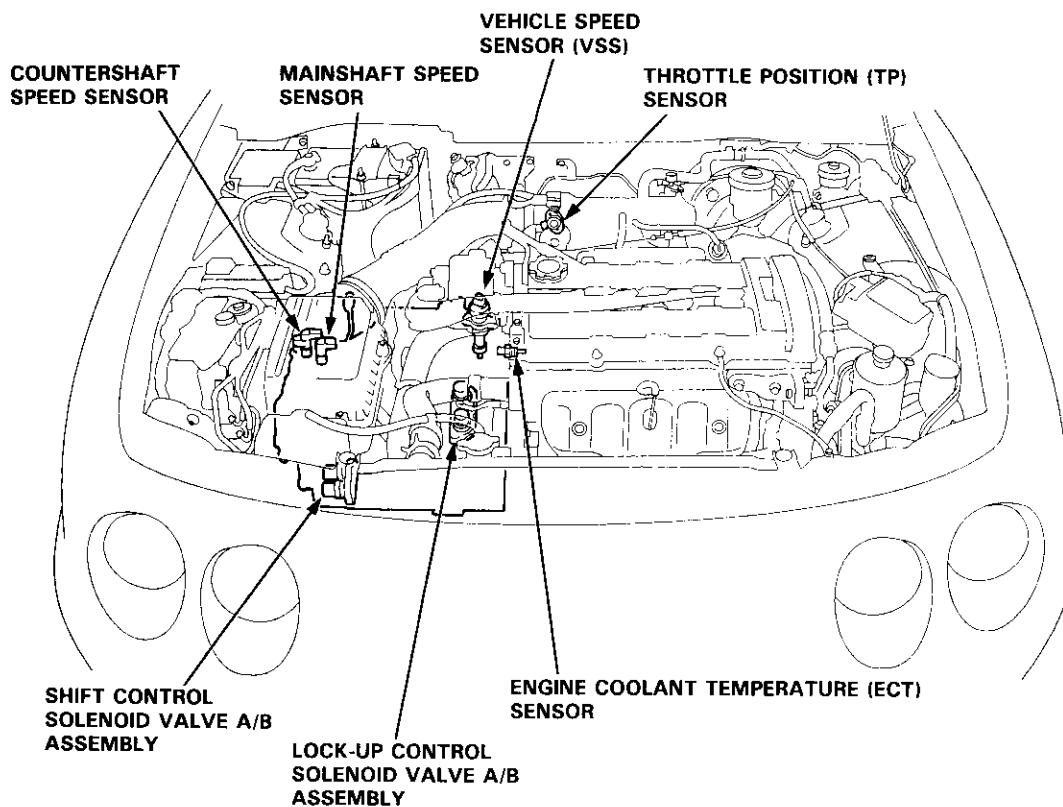 VEHICLE SPEED
SENSOR (VSS)
COUNTERSHAFT
SPEED SENSOR
MAINSHAFT SPEED
SENSOR
THROTTLE POSITION (TP)
SENSOR
SHIFT CONTROL
SOLENOID VALVE A/B
ASSEMBLY
LOCK-UP CONTROL
SOLENOID VALVE A/B
ASSEMBLY
ENGINE COOLANT TEMPERATURE (ECT)
SENSOR